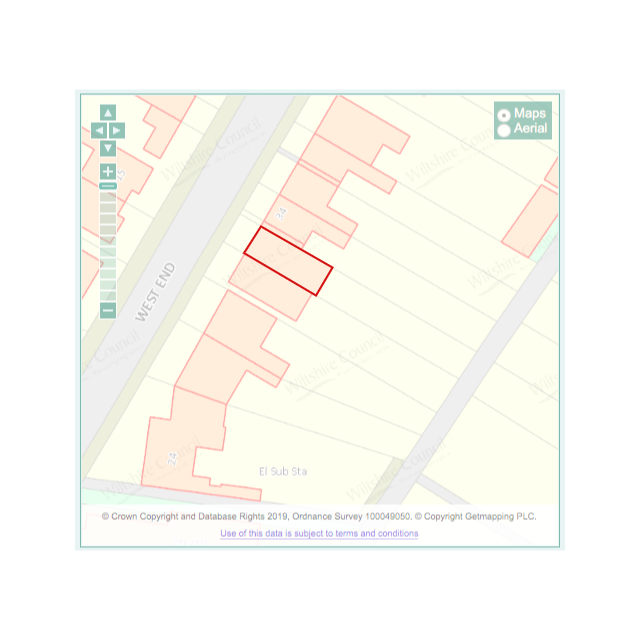 Maps
Aerial
Wiltshire Council
Wiltshire Council
15
34
Wiltshire
WEST END
Wiltshire Council
Council
24
El Sub Sta
Wiltshire Council
Wiltshire Council
© Crown Copyright and Database Rights 2019, Ordnance Survey 100049050. © Copyright Getmapping PLC.
Use of this data is subject to terms and conditions